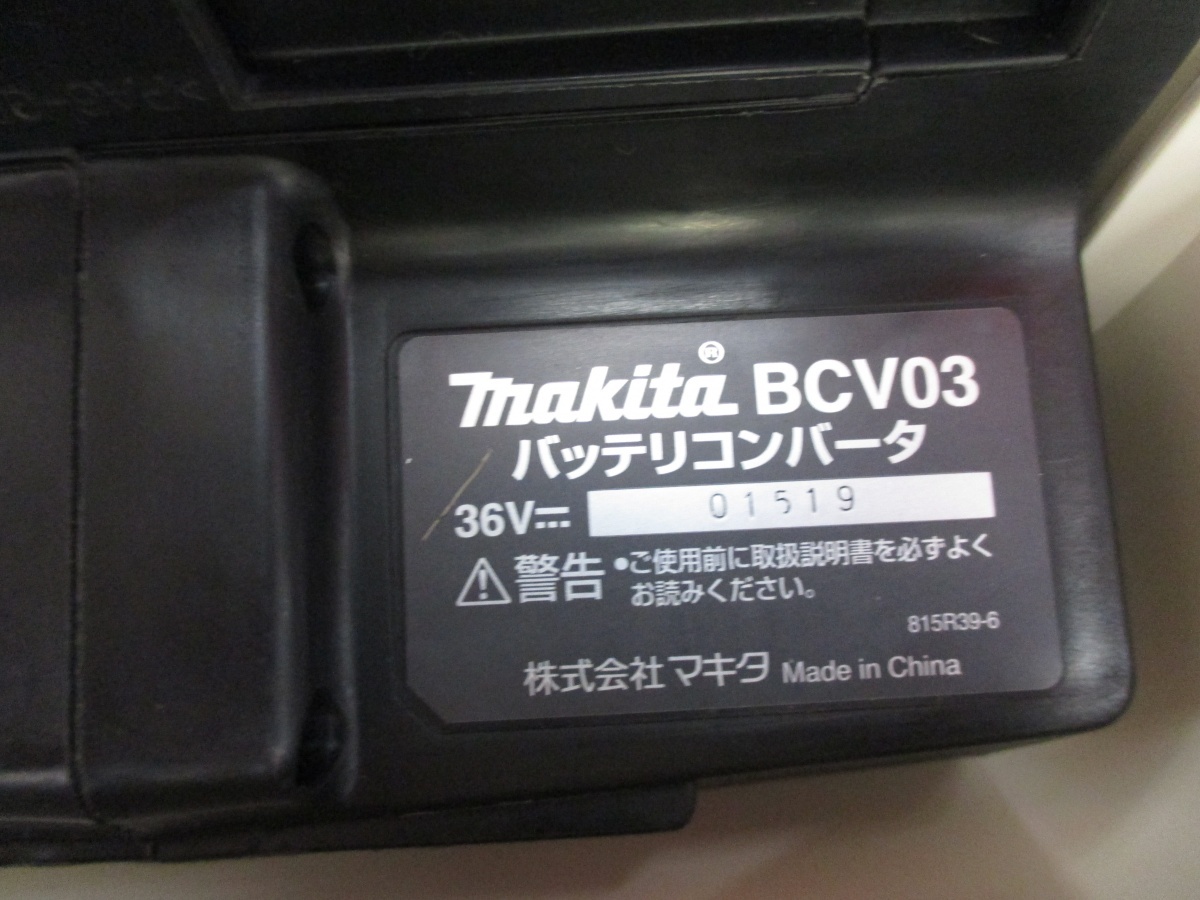 makita BCV03
バッテリコンバータ
36V⎓ 01519
⚠警告 •ご使用前に取扱説明書を必ずよく
お読みください。
815R39-6
株式会社マキタ Made in China